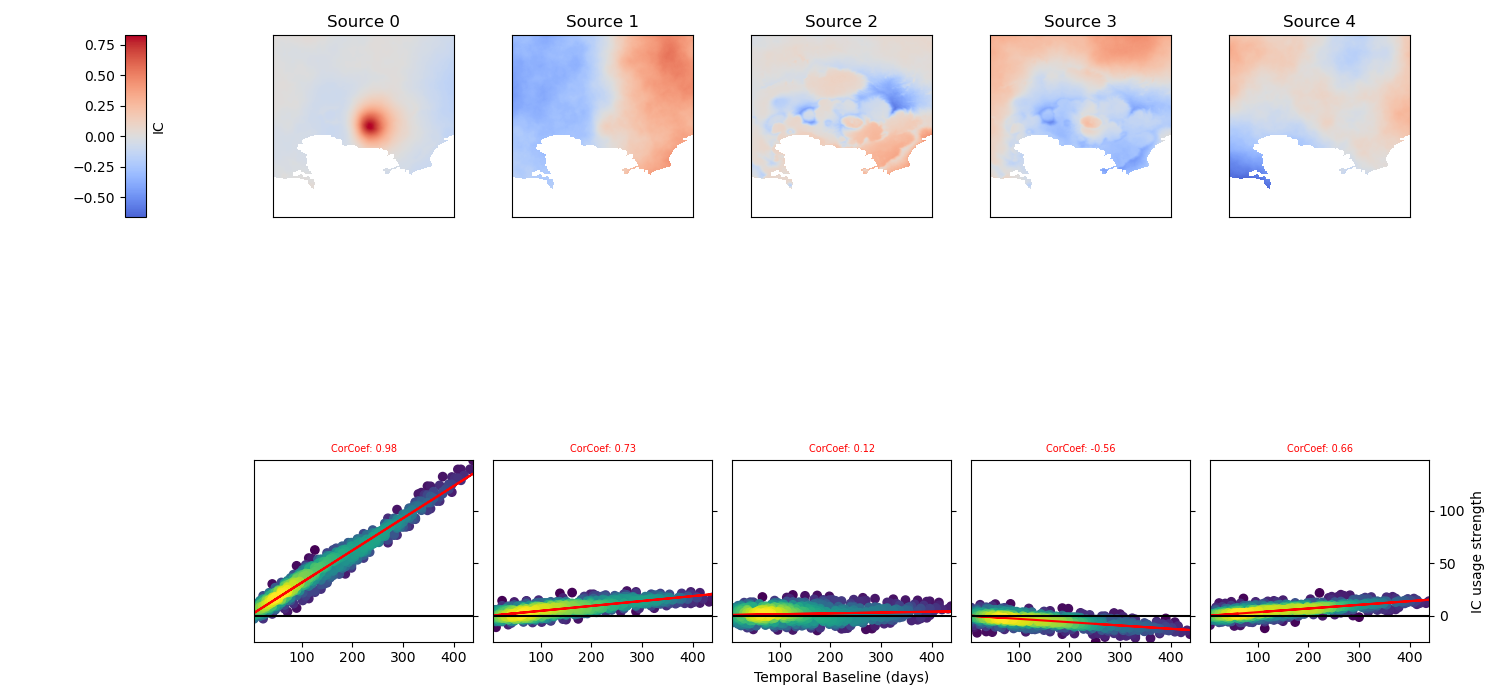 Source 0 Source 1 Source 2 Source 3 Source 4
0.75
0.50
0.25
0.00
−0.25
−0.50
IC
CorCoef: 0.98 CorCoef: 0.73 CorCoef: 0.12 CorCoef: -0.56 CorCoef: 0.66
100
50
0
IC usage strength
100 200 300 400 100 200 300 400 100 200 300 400 100 200 300 400 100 200 300 400
Temporal Baseline (days)